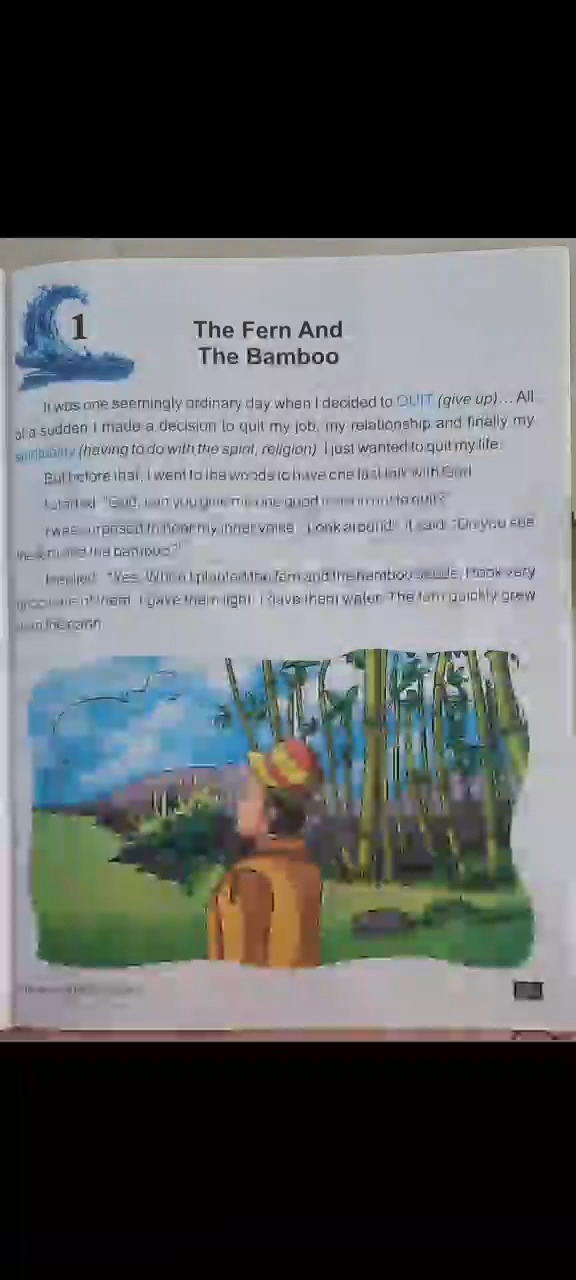 1
The Fern And
The Bamboo
It was one seemingly ordinary day when I decided to QUIT (give up)... All
of a sudden I made a decision to quit my job, my relationship and finally my
spirituality (having to do with the spirit, religion). I just wanted to quit my life.
But before that, I went to the woods to have one last talk with God.
I started. "God, can you give me one good reason not to quit?"
I was surprised to hear my inner voice. "Look around", it said. "Do you see
the fern and the bamboo?"
I replied. "Yes. When I planted the fern and the bamboo seeds, I took very
good care of them. I gave them light. I gave them water. The fern quickly grew
from the earth.